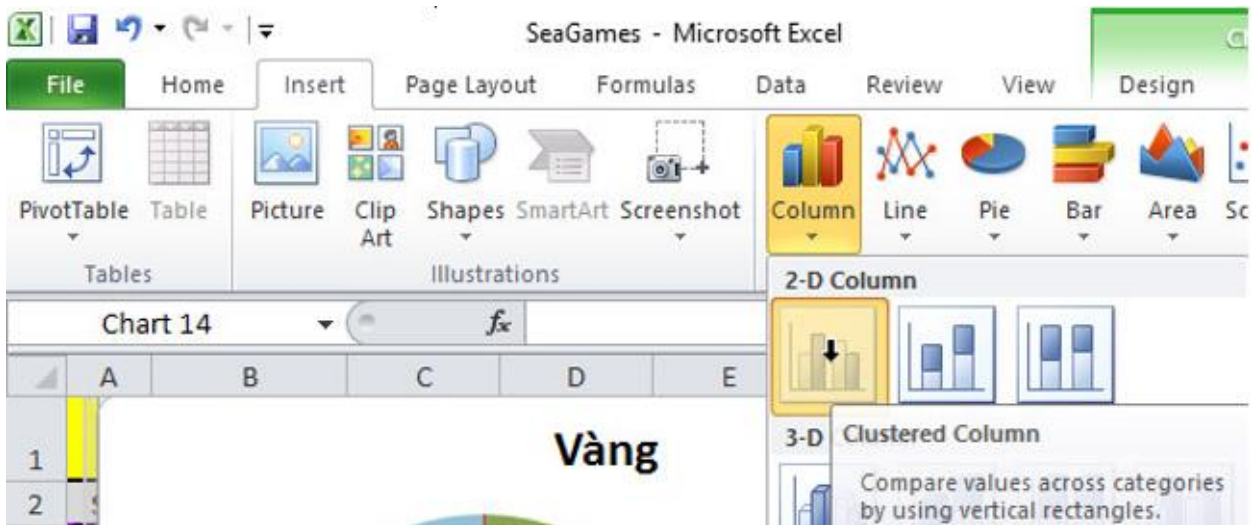 SeaGames - Microsoft Excel
File Home Insert Page Layout Formulas Data Review View Design
PivotTable Table Picture Clip Art Shapes SmartArt Screenshot Column Line Pie Bar Area
Tables Illustrations
2-D Column
Chart 14 fx
A B C D E
Clustered Column
3-D
1 Vàng
Compare values across categories
2 by using vertical rectangles.